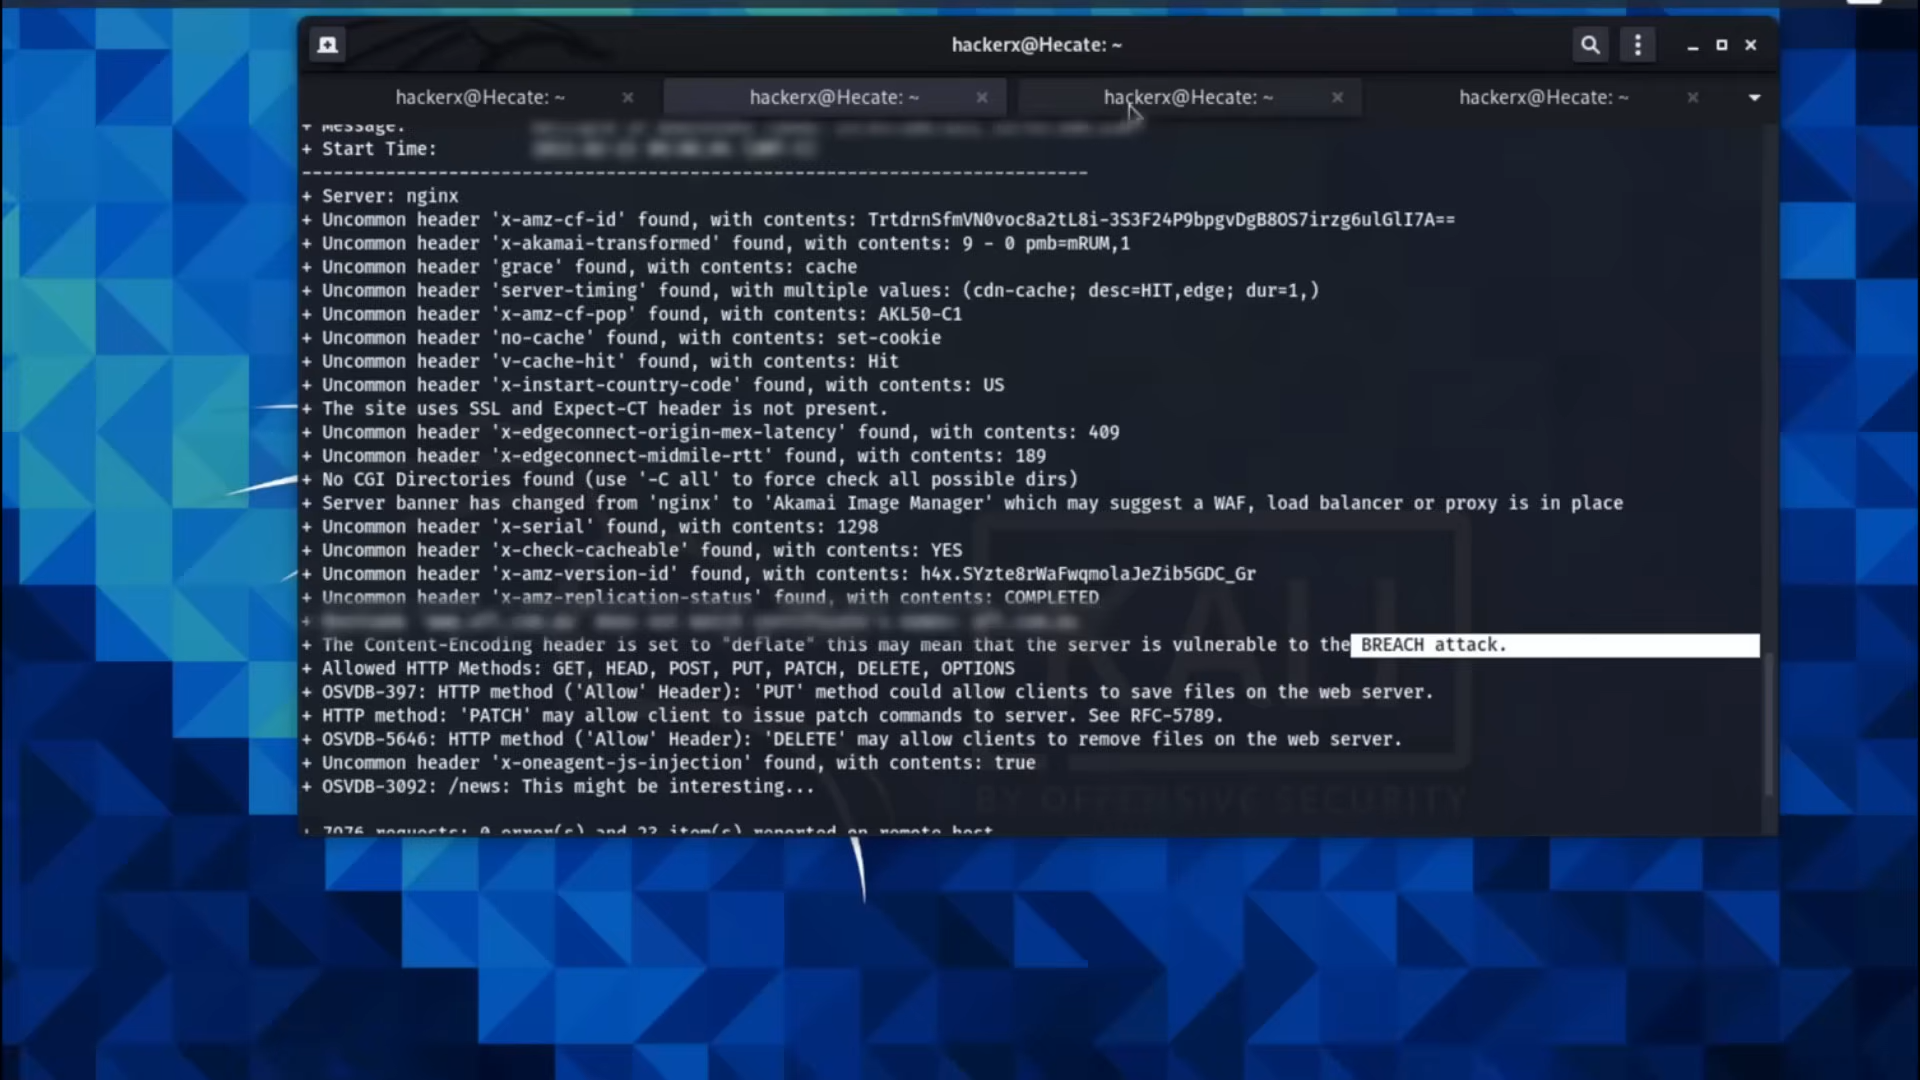 hackerx@Hecate: ~
hackerx@Hecate: ~ hackerx@Hecate: ~ hackerx@Hecate: ~ hackerx@Hecate: ~
+ Message:
+ Start Time:
---------------------------------------------------------------------------
+ Server: nginx
+ Uncommon header 'x-amz-cf-id' found, with contents: TrtdrnSfmVN0voc8a2tL8i-3S3F24P9bpgvDgB8OS7irzg6ulGlI7A==
+ Uncommon header 'x-akamai-transformed' found, with contents: 9 - 0 pmb=mRUM,1
+ Uncommon header 'grace' found, with contents: cache
+ Uncommon header 'server-timing' found, with multiple values: (cdn-cache; desc=HIT,edge; dur=1,)
+ Uncommon header 'x-amz-cf-pop' found, with contents: AKL50-C1
+ Uncommon header 'no-cache' found, with contents: set-cookie
+ Uncommon header 'v-cache-hit' found, with contents: Hit
+ Uncommon header 'x-instart-country-code' found, with contents: US
+ The site uses SSL and Expect-CT header is not present.
+ Uncommon header 'x-edgeconnect-origin-mex-latency' found, with contents: 409
+ Uncommon header 'x-edgeconnect-midmile-rtt' found, with contents: 189
+ No CGI Directories found (use '-C all' to force check all possible dirs)
+ Server banner has changed from 'nginx' to 'Akamai Image Manager' which may suggest a WAF, load balancer or proxy is in place
+ Uncommon header 'x-serial' found, with contents: 1298
+ Uncommon header 'x-check-cacheable' found, with contents: YES
+ Uncommon header 'x-amz-version-id' found, with contents: h4x.SYzte8rWaFwqmolaJeZib5GDC_Gr
+ Uncommon header 'x-amz-replication-status' found, with contents: COMPLETED
+
+ The Content-Encoding header is set to "deflate" this may mean that the server is vulnerable to the BREACH attack.
+ Allowed HTTP Methods: GET, HEAD, POST, PUT, PATCH, DELETE, OPTIONS
+ OSVDB-397: HTTP method ('Allow' Header): 'PUT' method could allow clients to save files on the web server.
+ HTTP method: 'PATCH' may allow client to issue patch commands to server. See RFC-5789.
+ OSVDB-5646: HTTP method ('Allow' Header): 'DELETE' may allow clients to remove files on the web server.
+ Uncommon header 'x-oneagent-js-injection' found, with contents: true
+ OSVDB-3092: /news: This might be interesting...
+ 7976 requests: 0 error(s) and 23 item(s) reported on remote host
KALI
BY OFFENSIVE SECURITY